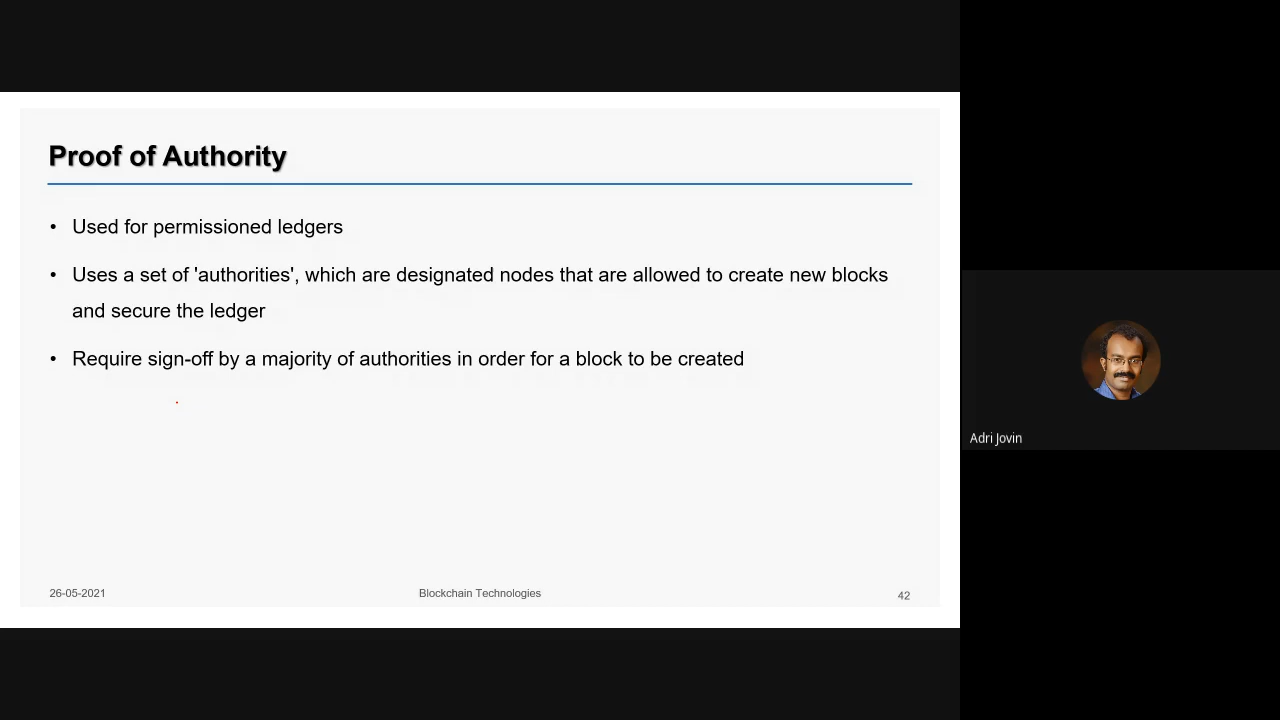 Proof of Authority
• Used for permissioned ledgers
• Uses a set of 'authorities', which are designated nodes that are allowed to create new blocks
and secure the ledger
• Require sign-off by a majority of authorities in order for a block to be created
26-05-2021
Blockchain Technologies
42
Adri Jovin